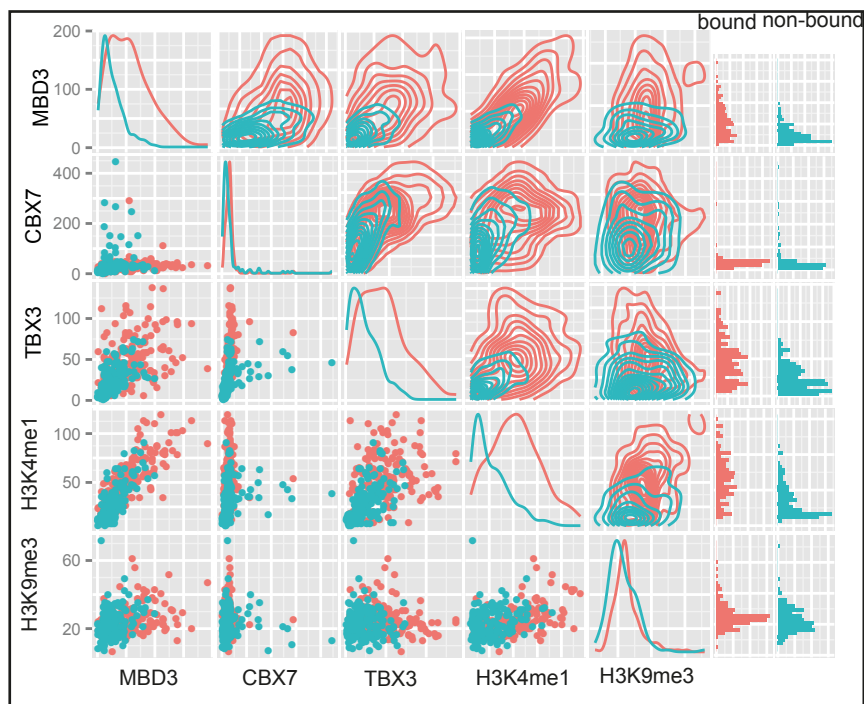 bound non-bound
MBD3
200
100
0
CBX7
400
200
0
TBX3
100
50
0
H3K4me1
100
50
H3K9me3
60
20
MBD3 CBX7 TBX3 H3K4me1 H3K9me3